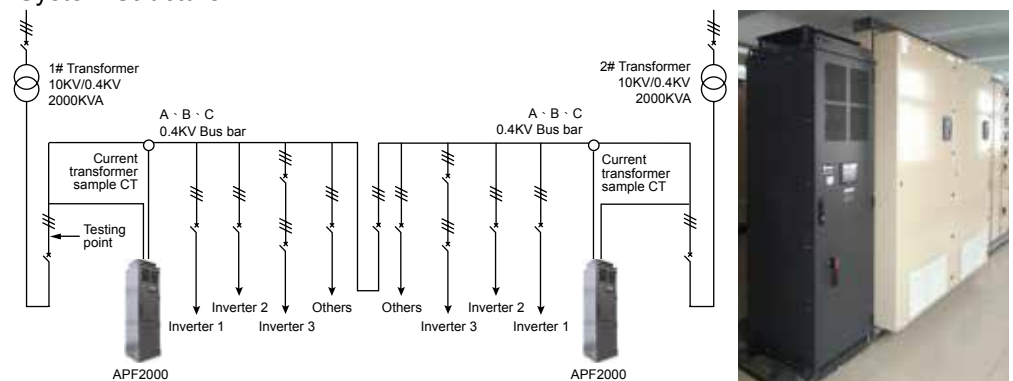 1# Transformer
10KV/0.4KV
2000KVA
A、B、C
0.4KV Bus bar
Current
transformer
sample CT
Testing
point
Inverter 1
Inverter 2
Inverter 3
Others
APF2000
2# Transformer
10KV/0.4KV
2000KVA
A、B、C
0.4KV Bus bar
Current
transformer
sample CT
Others
Inverter 3
Inverter 2
Inverter 1
APF2000